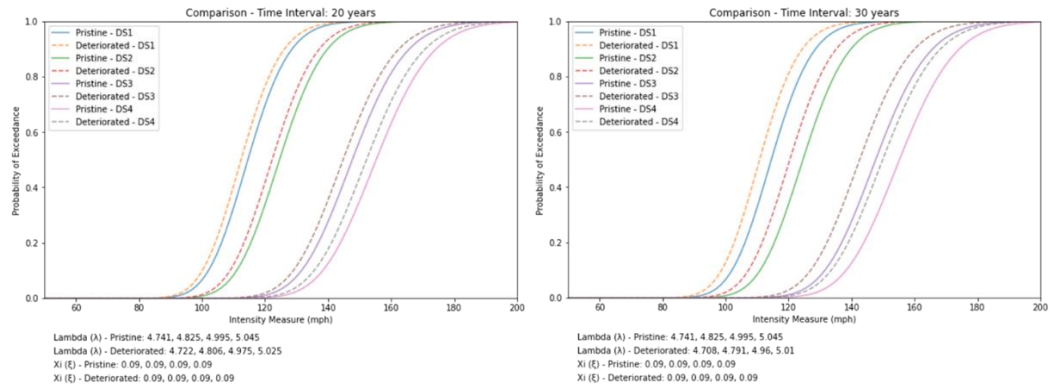 Comparison - Time Interval: 20 years
Pristine - DS1
Deteriorated - DS1
Pristine - DS2
Deteriorated - DS2
Pristine - DS3
Deteriorated - DS3
Pristine - DS4
Deteriorated - DS4
Probability of Exceedance
1.0
0.8
0.6
0.4
0.2
0.0
60 80 100 120 140 160 180 200
Intensity Measure (mph)
Lambda (λ) - Pristine: 4.741, 4.825, 4.995, 5.045
Lambda (λ) - Deteriorated: 4.722, 4.806, 4.975, 5.025
Xi (ξ) - Pristine: 0.09, 0.09, 0.09, 0.09
Xi (ξ) - Deteriorated: 0.09, 0.09, 0.09, 0.09
Comparison - Time Interval: 30 years
Pristine - DS1
Deteriorated - DS1
Pristine - DS2
Deteriorated - DS2
Pristine - DS3
Deteriorated - DS3
Pristine - DS4
Deteriorated - DS4
Probability of Exceedance
1.0
0.8
0.6
0.4
0.2
0.0
60 80 100 120 140 160 180 200
Intensity Measure (mph)
Lambda (λ) - Pristine: 4.741, 4.825, 4.995, 5.045
Lambda (λ) - Deteriorated: 4.708, 4.791, 4.96, 5.01
Xi (ξ) - Pristine: 0.09, 0.09, 0.09, 0.09
Xi (ξ) - Deteriorated: 0.09, 0.09, 0.09, 0.09